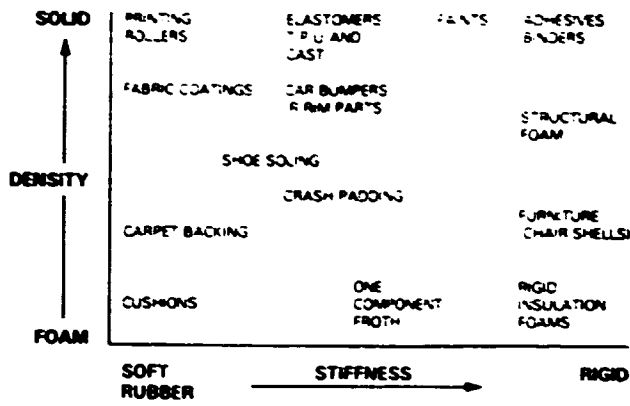 SOLID
PRINTING
ROLLERS
ELASTOMERS
T.P.U AND
CAST
PAINTS
ADHESIVES
BINDERS
FABRIC COATINGS
CAR BUMPERS
R RIM PARTS
STRUCTURAL
FOAM
SHOE SOLING
DENSITY
CRASH PADDING
CARPET BACKING
FURNITURE
CHAIR SHELLS)
CUSHIONS
ONE
COMPONENT
FROTH
RIGID
INSULATION
FOAMS
FOAM
SOFT
RUBBER
STIFFNESS
RIGID